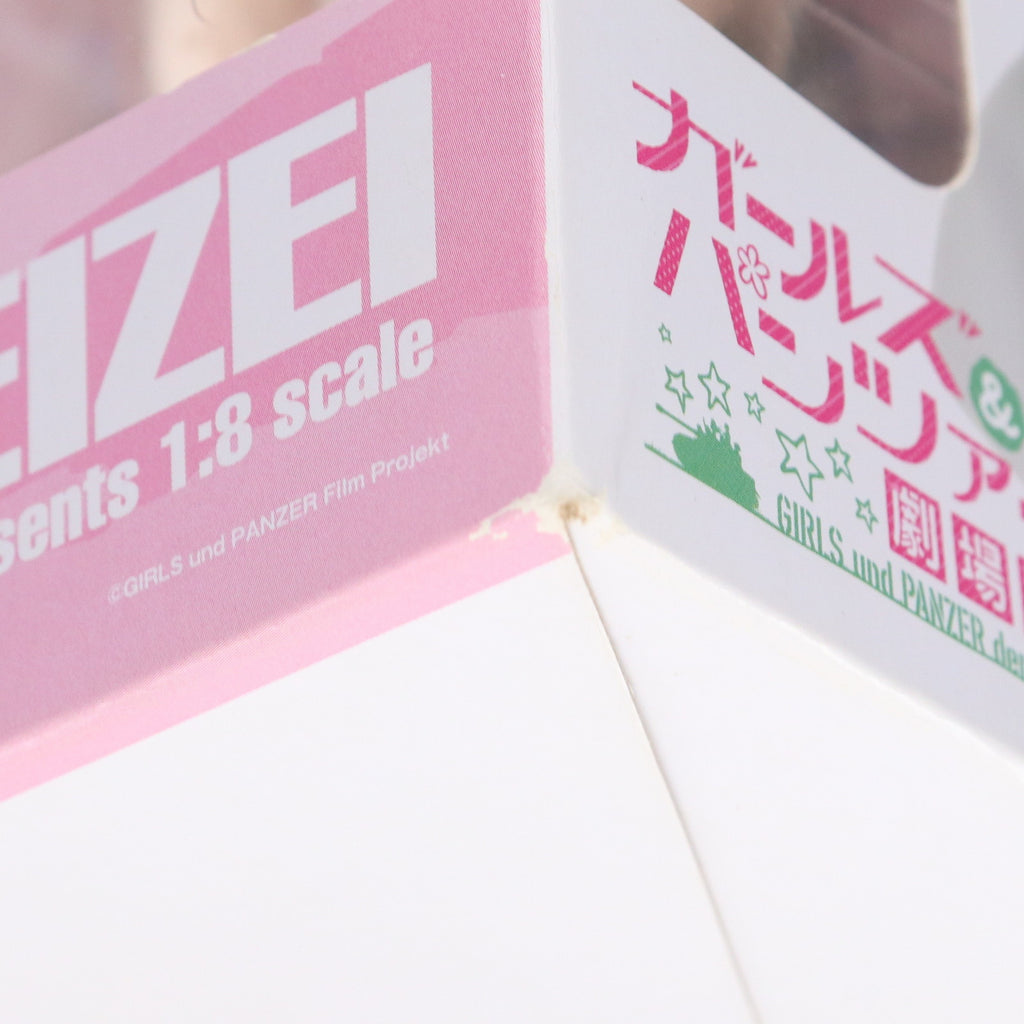 EIZEI
sents 1:8 scale
©GIRLS und PANZER Film Projekt
ガールズ
&
パンツァー
劇場
GIRLS und PANZER der